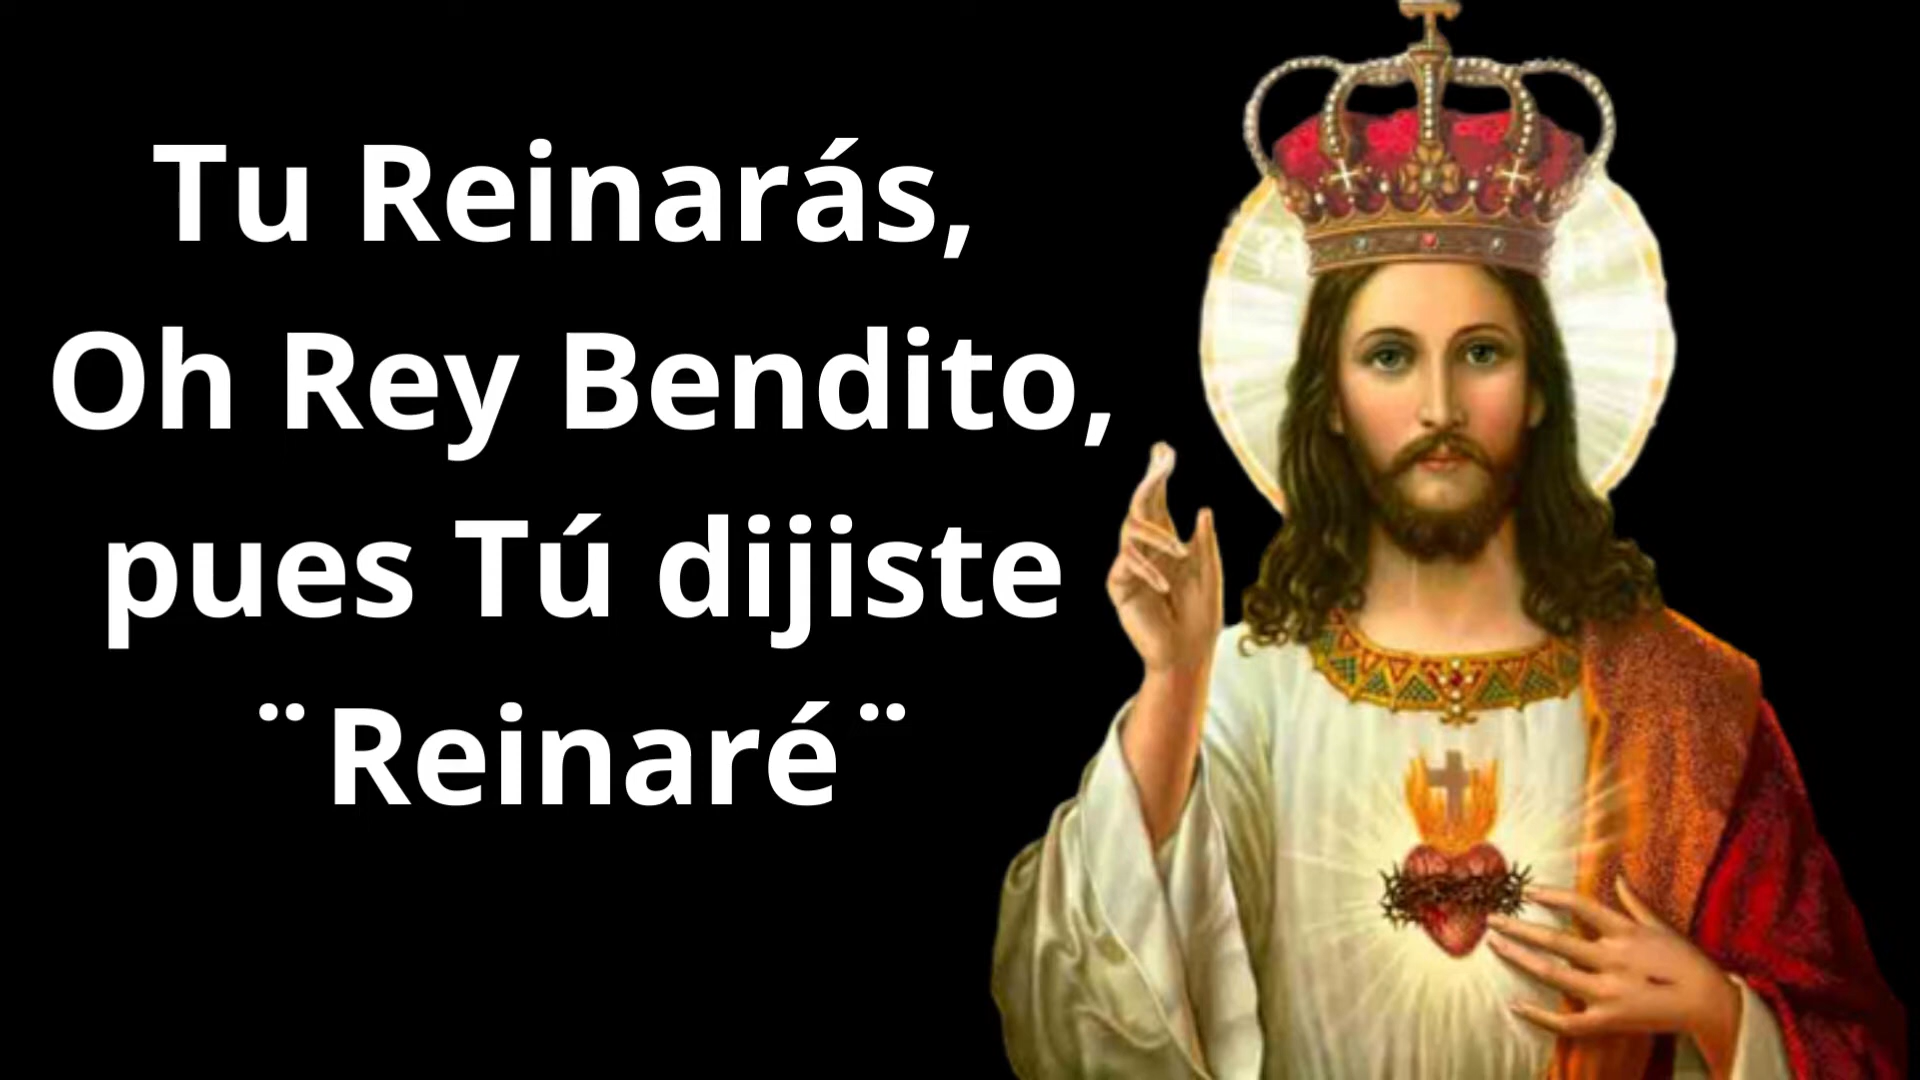 Tu Reinarás,
Oh Rey Bendito,
pues Tú dijiste
¨Reinaré¨